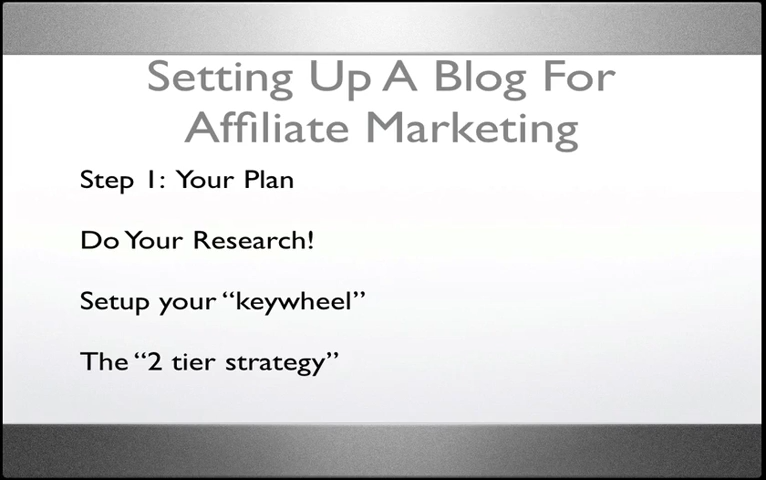 Setting Up A Blog For
Affiliate Marketing
Step 1: Your Plan
Do Your Research!
Setup your “keywheel”
The “2 tier strategy”